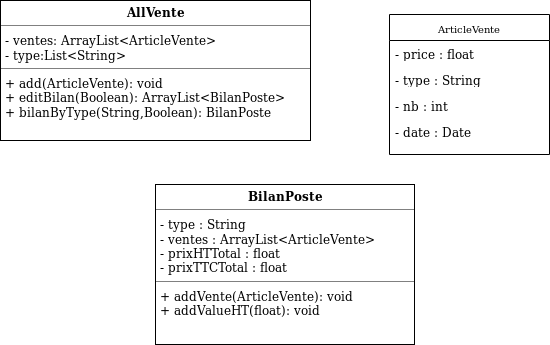 AllVente
- ventes: ArrayList<ArticleVente>
- type:List<String>
+ add(ArticleVente): void
+ editBilan(Boolean): ArrayList<BilanPoste>
+ bilanByType(String,Boolean): BilanPoste
ArticleVente
- price : float
- type : String
- nb : int
- date : Date
BilanPoste
- type : String
- ventes : ArrayList<ArticleVente>
- prixHTTotal : float
- prixTTCTotal : float
+ addVente(ArticleVente): void
+ addValueHT(float): void